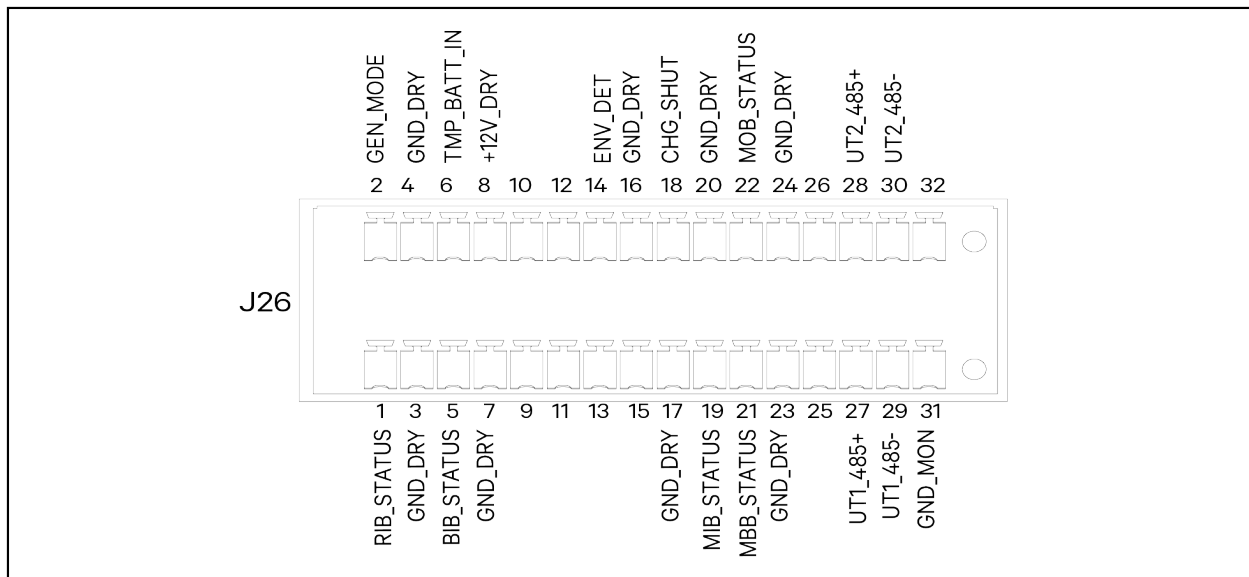 GEN_MODE
GND_DRY
TMP_BATT_IN
+12V_DRY
ENV_DET
GND_DRY
CHG_SHUT
GND_DRY
MOB_STATUS
GND_DRY
UT2_485+
UT2_485-
2 4 6 8 10 12 14 16 18 20 22 24 26 28 30 32
J26
1 3 5 7 9 11 13 15 17 19 21 23 25 27 29 31
RIB_STATUS
GND_DRY
BIB_STATUS
GND_DRY
GND_DRY
MIB_STATUS
MBB_STATUS
GND_DRY
UT1_485+
UT1_485-
GND_MON